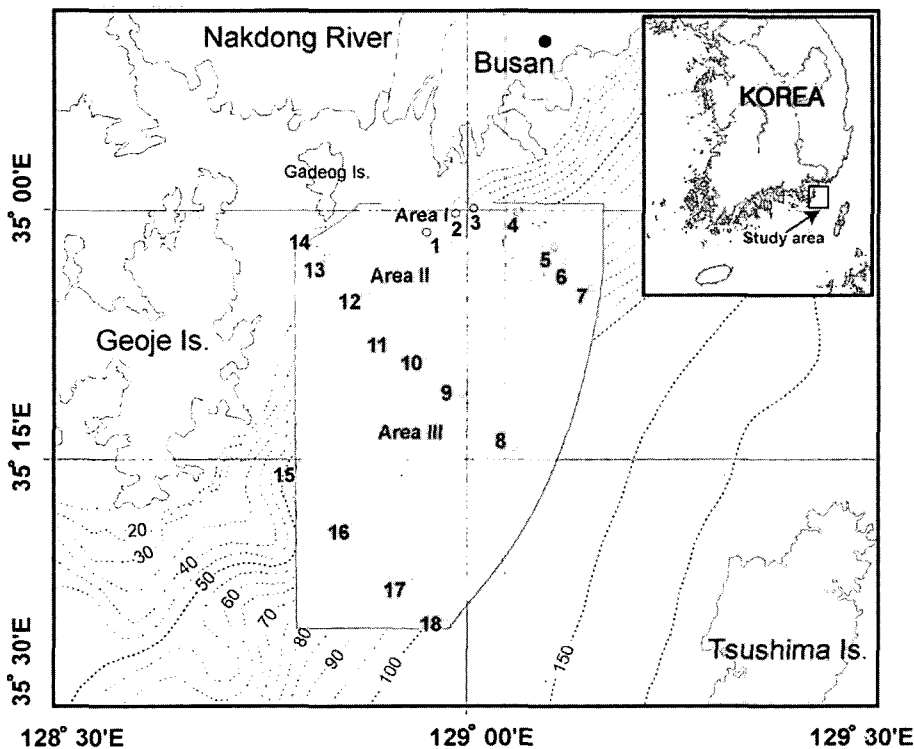 Nakdong River
Busan
KOREA
Study area
Gadeog Is.
35° 00'E
Area I
3
2
4
1
14
13
Area II
5
6
7
12
Geoje Is.
11
10
9
Area III
8
35° 15'E
15
16
20
30
40
50
60
70
80
90
100
150
17
18
Tsushima Is.
35° 30'E
128° 30'E
129° 00'E
129° 30'E